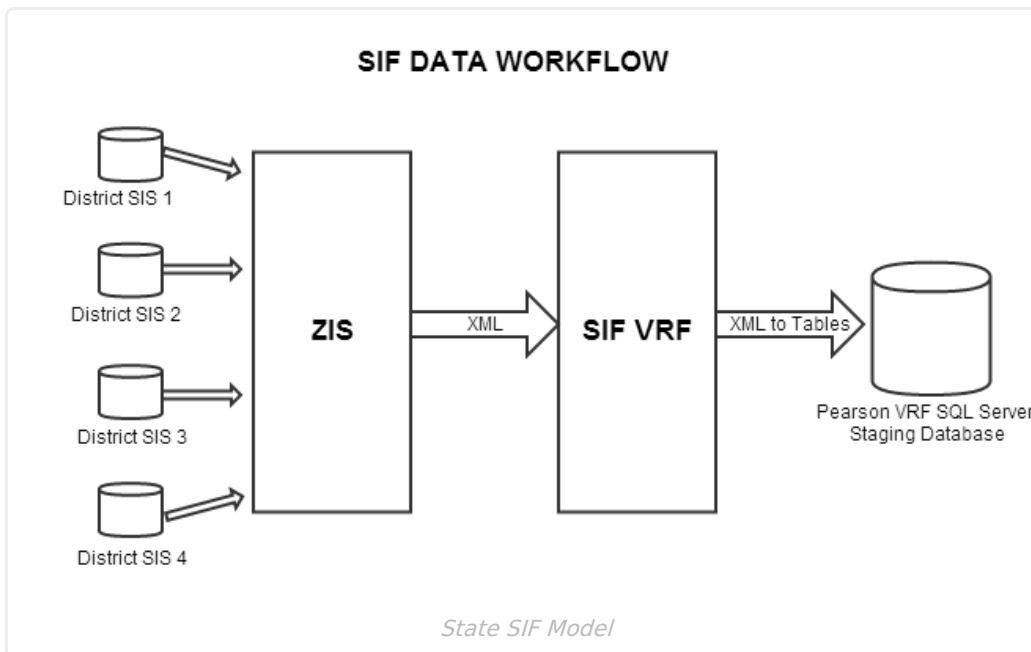 SIF DATA WORKFLOW
District SIS 1
District SIS 2
District SIS 3
District SIS 4
ZIS
XML
SIF VRF
XML to Tables
Pearson VRF SQL Server
Staging Database
State SIF Model